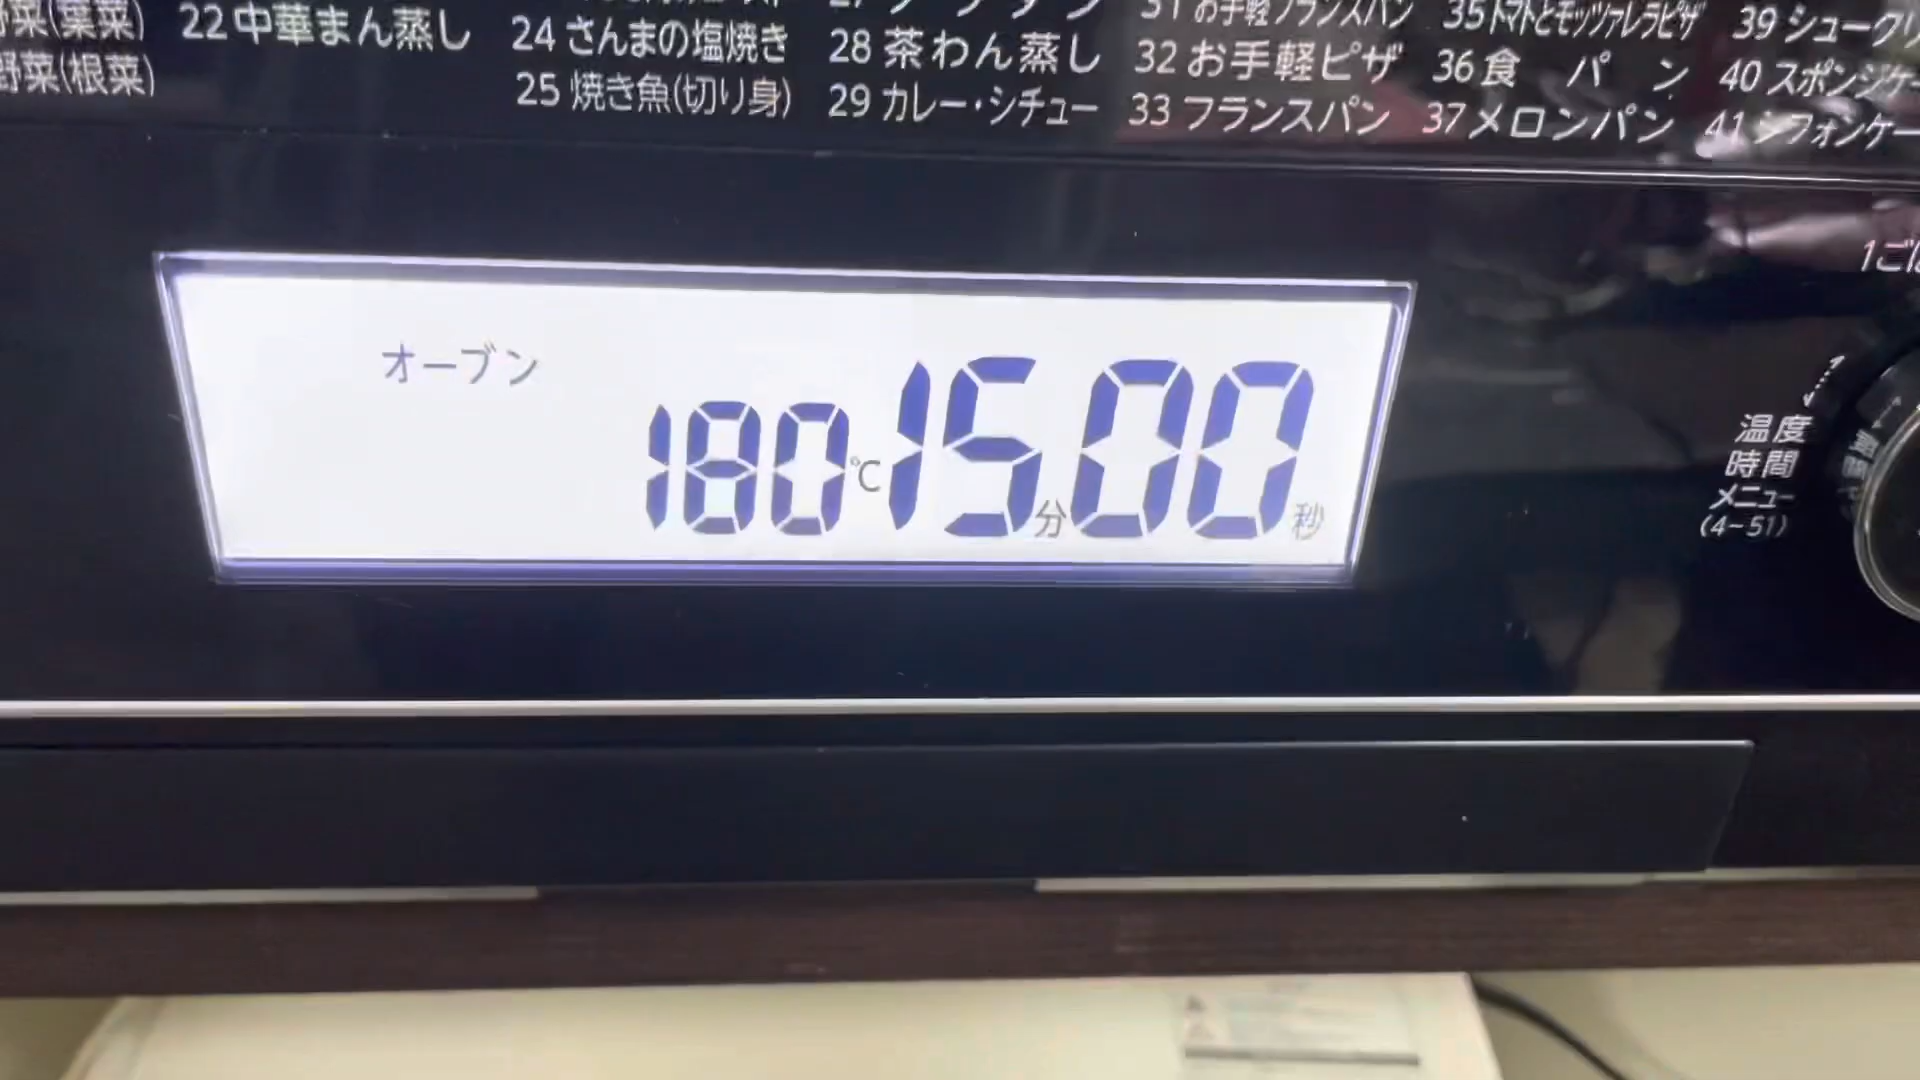 野菜(葉菜)
野菜(根菜)
22 中華まん蒸し
24 さんまの塩焼き
25 焼き魚(切り身)
28 茶わん蒸し
29 カレー・シチュー
31 お手軽フランスパン
32 お手軽ピザ
33 フランスパン
35 トマトとモッツァレラピザ
36 食パン
37 メロンパン
39 シュークリ
40 スポンジケー
41 シフォンケー
オーブン
180℃ 15分00秒
1ごは
温度
時間
メニュー
(4-51)